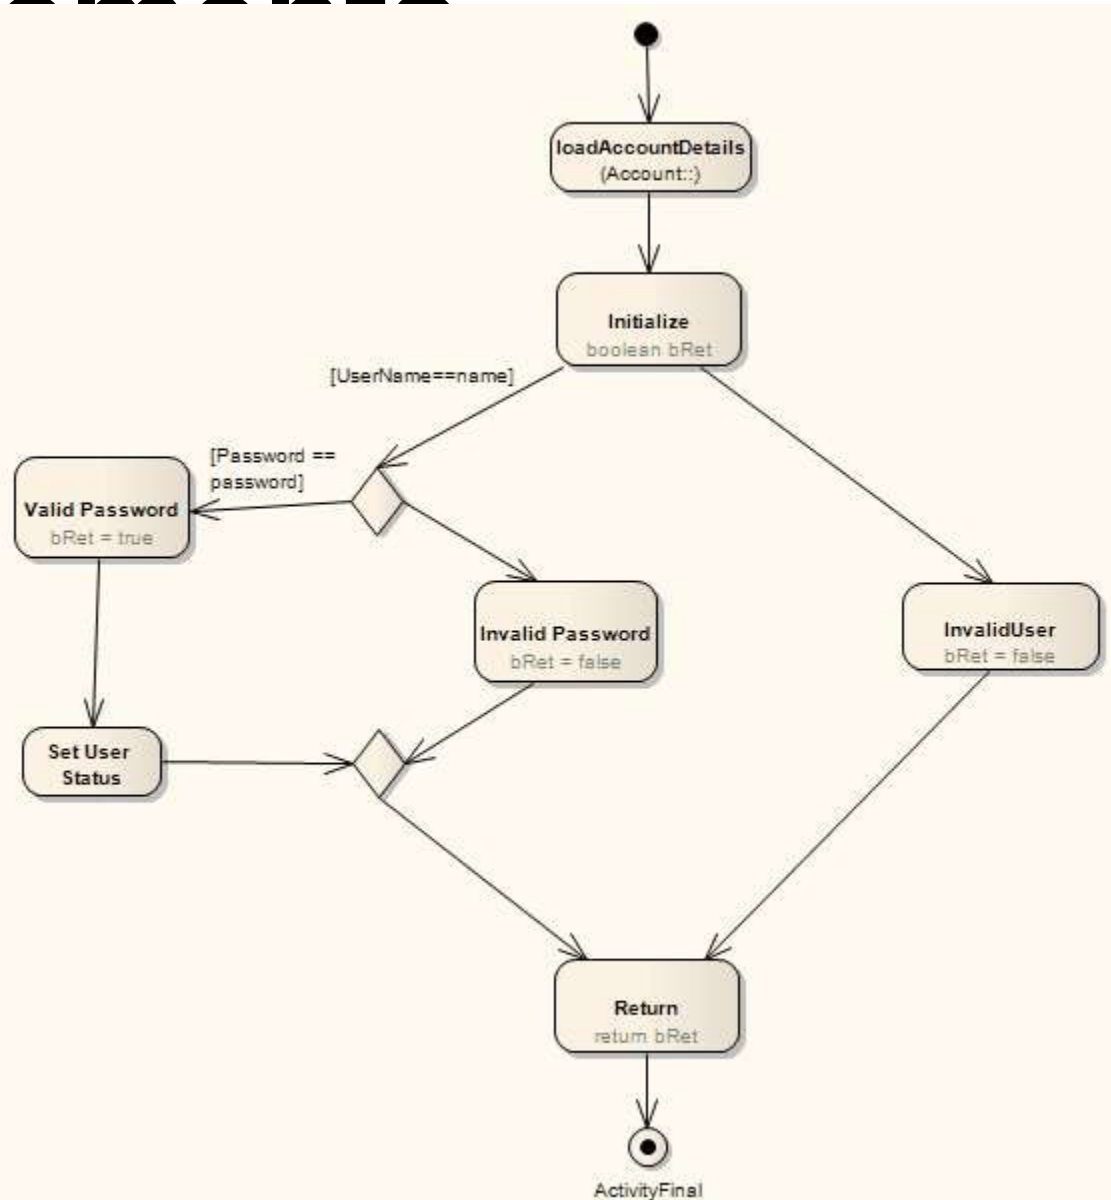 loadAccountDetails
(Account::)
Initialize
boolean bRet
[UserName==name]
[Password ==
password]
Valid Password
bRet = true
Invalid Password
bRet = false
InvalidUser
bRet = false
Set User
Status
Return
return bRet
ActivityFinal